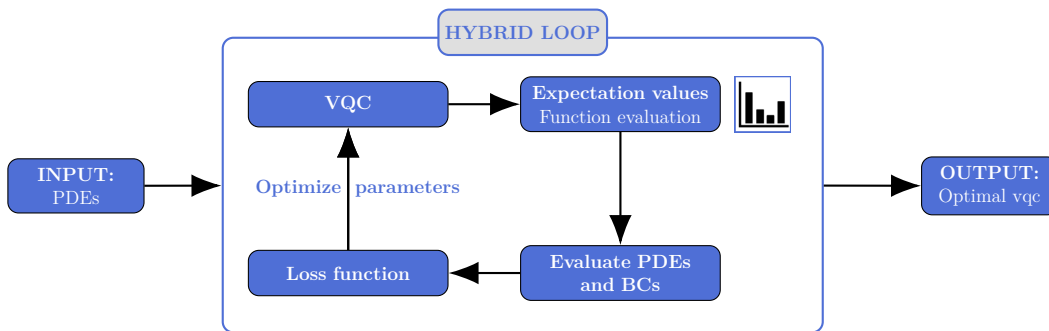 HYBRID LOOP
VQC
Expectation values
Function evaluation
INPUT:
PDEs
Optimize parameters
OUTPUT:
Optimal vqc
Loss function
Evaluate PDEs
and BCs